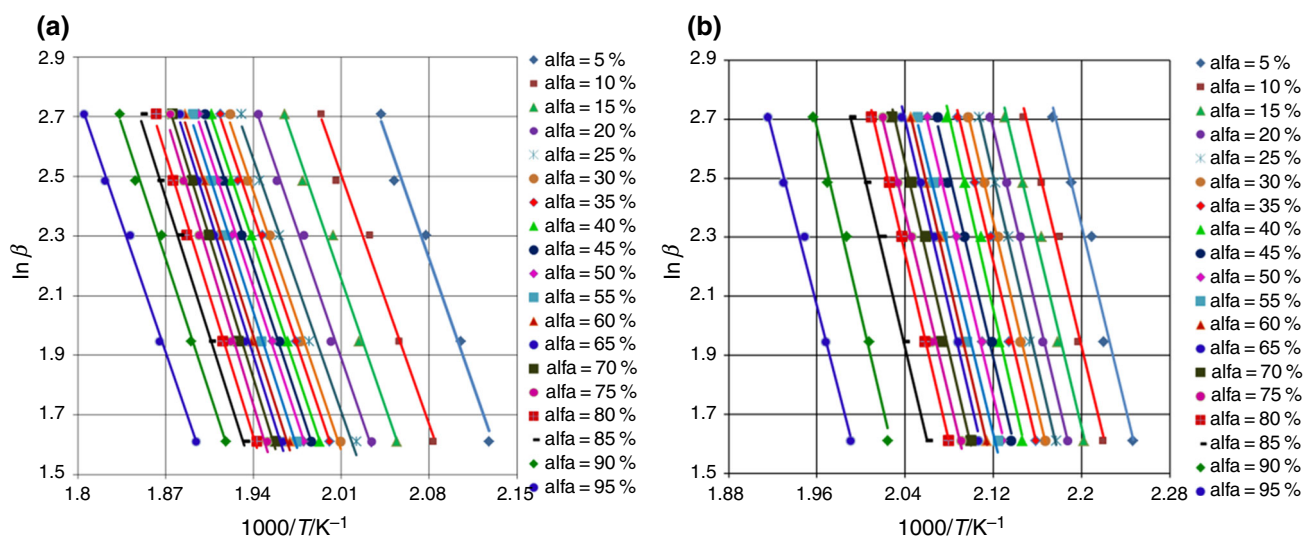 (a)
ln β
2.9
2.7
2.5
2.3
2.1
1.9
1.7
1.5
1.8 1.87 1.94 2.01 2.08 2.15
1000/T/K⁻¹
alfa = 5 %
alfa = 10 %
alfa = 15 %
alfa = 20 %
alfa = 25 %
alfa = 30 %
alfa = 35 %
alfa = 40 %
alfa = 45 %
alfa = 50 %
alfa = 55 %
alfa = 60 %
alfa = 65 %
alfa = 70 %
alfa = 75 %
alfa = 80 %
alfa = 85 %
alfa = 90 %
alfa = 95 %
(b)
ln β
2.9
2.7
2.5
2.3
2.1
1.9
1.7
1.5
1.88 1.96 2.04 2.12 2.2 2.28
1000/T/K⁻¹
alfa = 5 %
alfa = 10 %
alfa = 15 %
alfa = 20 %
alfa = 25 %
alfa = 30 %
alfa = 35 %
alfa = 40 %
alfa = 45 %
alfa = 50 %
alfa = 55 %
alfa = 60 %
alfa = 65 %
alfa = 70 %
alfa = 75 %
alfa = 80 %
alfa = 85 %
alfa = 90 %
alfa = 95 %